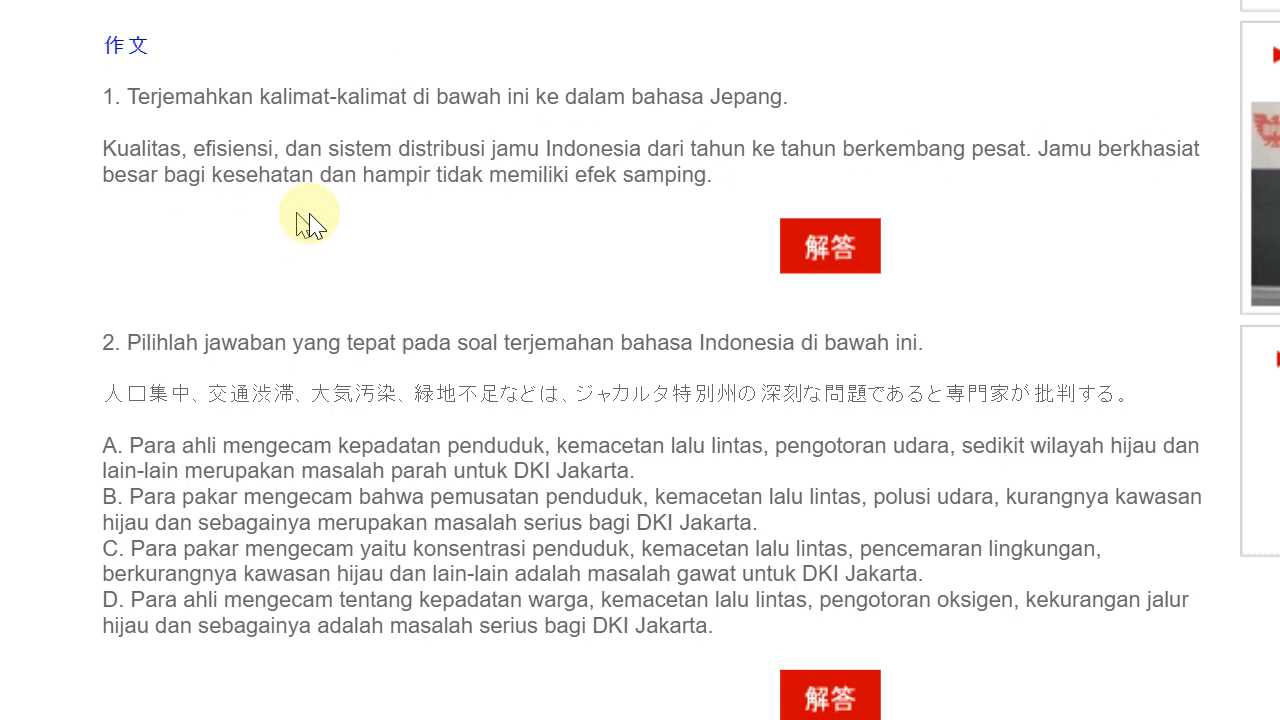 作文
1. Terjemahkan kalimat-kalimat di bawah ini ke dalam bahasa Jepang.
Kualitas, efisiensi, dan sistem distribusi jamu Indonesia dari tahun ke tahun berkembang pesat. Jamu berkhasiat
besar bagi kesehatan dan hampir tidak memiliki efek samping.
解答
2. Pilihlah jawaban yang tepat pada soal terjemahan bahasa Indonesia di bawah ini.
人口集中、交通渋滞、大気汚染、緑地不足などは、ジャカルタ特別州の深刻な問題であると専門家が批判する。
A. Para ahli mengecam kepadatan penduduk, kemacetan lalu lintas, pengotoran udara, sedikit wilayah hijau dan
lain-lain merupakan masalah parah untuk DKI Jakarta.
B. Para pakar mengecam bahwa pemusatan penduduk, kemacetan lalu lintas, polusi udara, kurangnya kawasan
hijau dan sebagainya merupakan masalah serius bagi DKI Jakarta.
C. Para pakar mengecam yaitu konsentrasi penduduk, kemacetan lalu lintas, pencemaran lingkungan,
berkurangnya kawasan hijau dan lain-lain adalah masalah gawat untuk DKI Jakarta.
D. Para ahli mengecam tentang kepadatan warga, kemacetan lalu lintas, pengotoran oksigen, kekurangan jalur
hijau dan sebagainya adalah masalah serius bagi DKI Jakarta.
解答